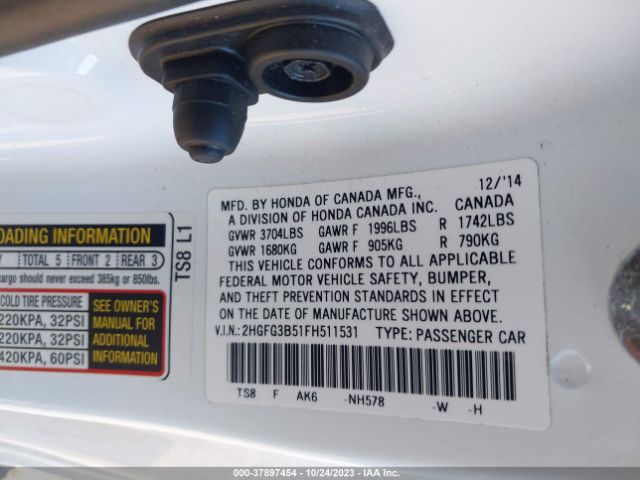 12/'14
MFD. BY HONDA OF CANADA MFG.,
A DIVISION OF HONDA CANADA INC. CANADA
GVWR 3704LBS GAWR F 1996LBS R 1742LBS
GVWR 1680KG GAWR F 905KG R 790KG
THIS VEHICLE CONFORMS TO ALL APPLICABLE
FEDERAL MOTOR VEHICLE SAFETY, BUMPER,
AND THEFT PREVENTION STANDARDS IN EFFECT
ON THE DATE OF MANUFACTURE SHOWN ABOVE.
V.I.N.: 2HGFG3B51FH511531 TYPE: PASSENGER CAR
TS8 F AK6 -NH578 -W -H
TS8 L1
OADING INFORMATION
Y TOTAL 5 FRONT 2 REAR 3
cargo should never exceed 385kg or 850lbs.
COLD TIRE PRESSURE
220KPA, 32PSI
220KPA, 32PSI
420KPA, 60PSI
SEE OWNER'S
MANUAL FOR
ADDITIONAL
INFORMATION
000-37897454 - 10/24/2023 - IAA Inc.